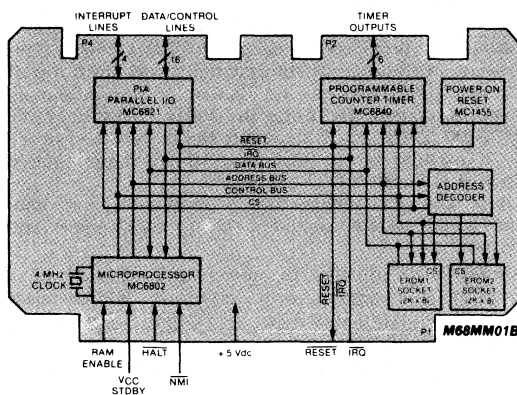 INTERRUPT LINES
DATA/CONTROL LINES
TIMER OUTPUTS
P4
4
16
P2
6
PIA
PARALLEL I/O
MC6821
PROGRAMMABLE
COUNTER TIMER
MC6840
POWER-ON
RESET
MC1455
RESET
IRQ
DATA BUS
ADDRESS BUS
CONTROL BUS
CS
ADDRESS
DECODER
4 MHz
CLOCK
MICROPROCESSOR
MC6802
RESET
IRQ
CS
CS
EROM1
SOCKET
(2K x 8)
EROM2
SOCKET
(2K x 8)
M68MM01B
P1
RAM
ENABLE
VCC
STDBY
HALT
NMI
+5 Vdc
RESET
IRQ